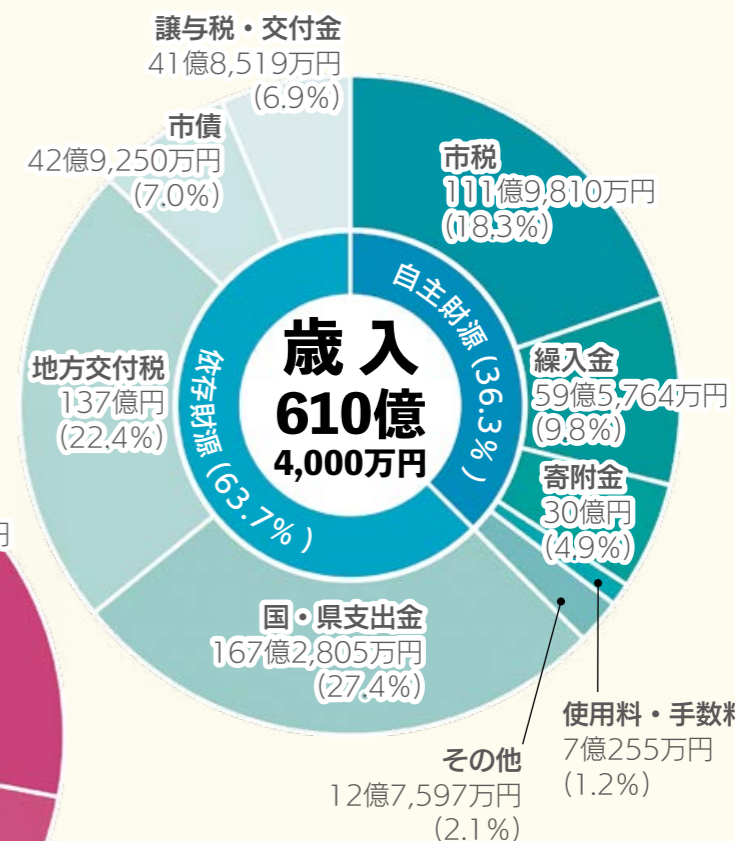 譲与税・交付金
41億8,519万円
(6.9%)
市債
42億9,250万円
(7.0%)
市税
111億9,810万円
(18.3%)
自主財源(36.3%)
依存財源(63.7%)
歳入
610億
4,000万円
地方交付税
137億円
(22.4%)
繰入金
59億5,764万円
(9.8%)
寄附金
30億円
(4.9%)
円
国・県支出金
167億2,805万円
(27.4%)
使用料・手数料
7億255万円
(1.2%)
その他
12億7,597万円
(2.1%)